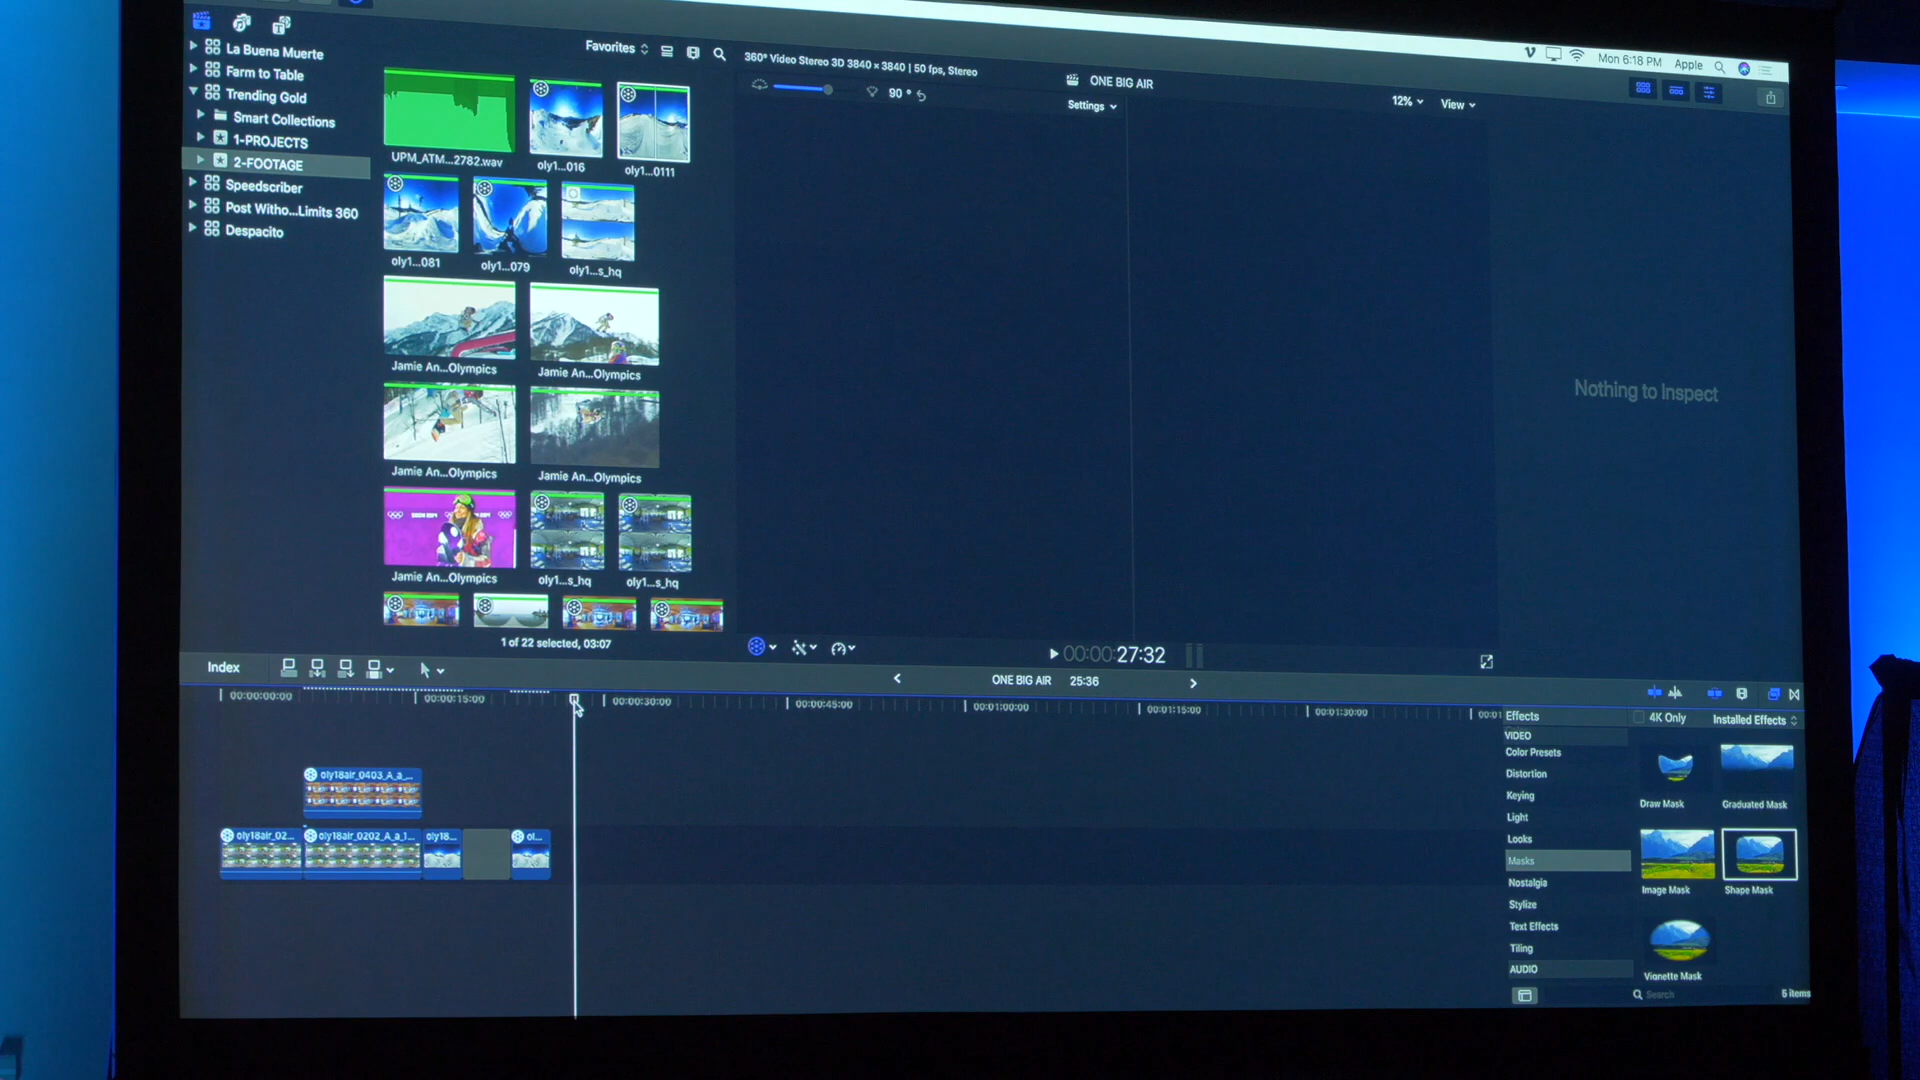 Mon 6:18 PM Apple
La Buena Muerte
Farm to Table
Trending Gold
Smart Collections
1-PROJECTS
2-FOOTAGE
Speedscriber
Post Witho...Limits 360
Despacito
Favorites
UPM_ATM...2782.wav
oly1...016
oly1...0111
oly1...081
oly1...079
oly1...s_hq
Jamie An...Olympics
Jamie An...Olympics
Jamie An...Olympics
Jamie An...Olympics
Jamie An...Olympics
oly1...s_hq
oly1...s_hq
1 of 22 selected, 03:07
360° Video Stereo 3D 3840 × 3840 | 50 fps, Stereo
ONE BIG AIR
90 °
Settings
12%
View
Nothing to Inspect
00:00:27:32
Index
ONE BIG AIR 25:36
00:00:00:00
00:00:15:00
00:00:30:00
00:00:45:00
00:01:00:00
00:01:15:00
00:01:30:00
00:01
oly18air_0403_A_a_...
oly18air_02...
oly18air_0202_A_a_1...
oly18...
ol...
Effects
4K Only
Installed Effects
VIDEO
Color Presets
Distortion
Keying
Light
Looks
Masks
Nostalgia
Stylize
Text Effects
Tiling
AUDIO
Draw Mask
Graduated Mask
Image Mask
Shape Mask
Vignette Mask
Search
5 items